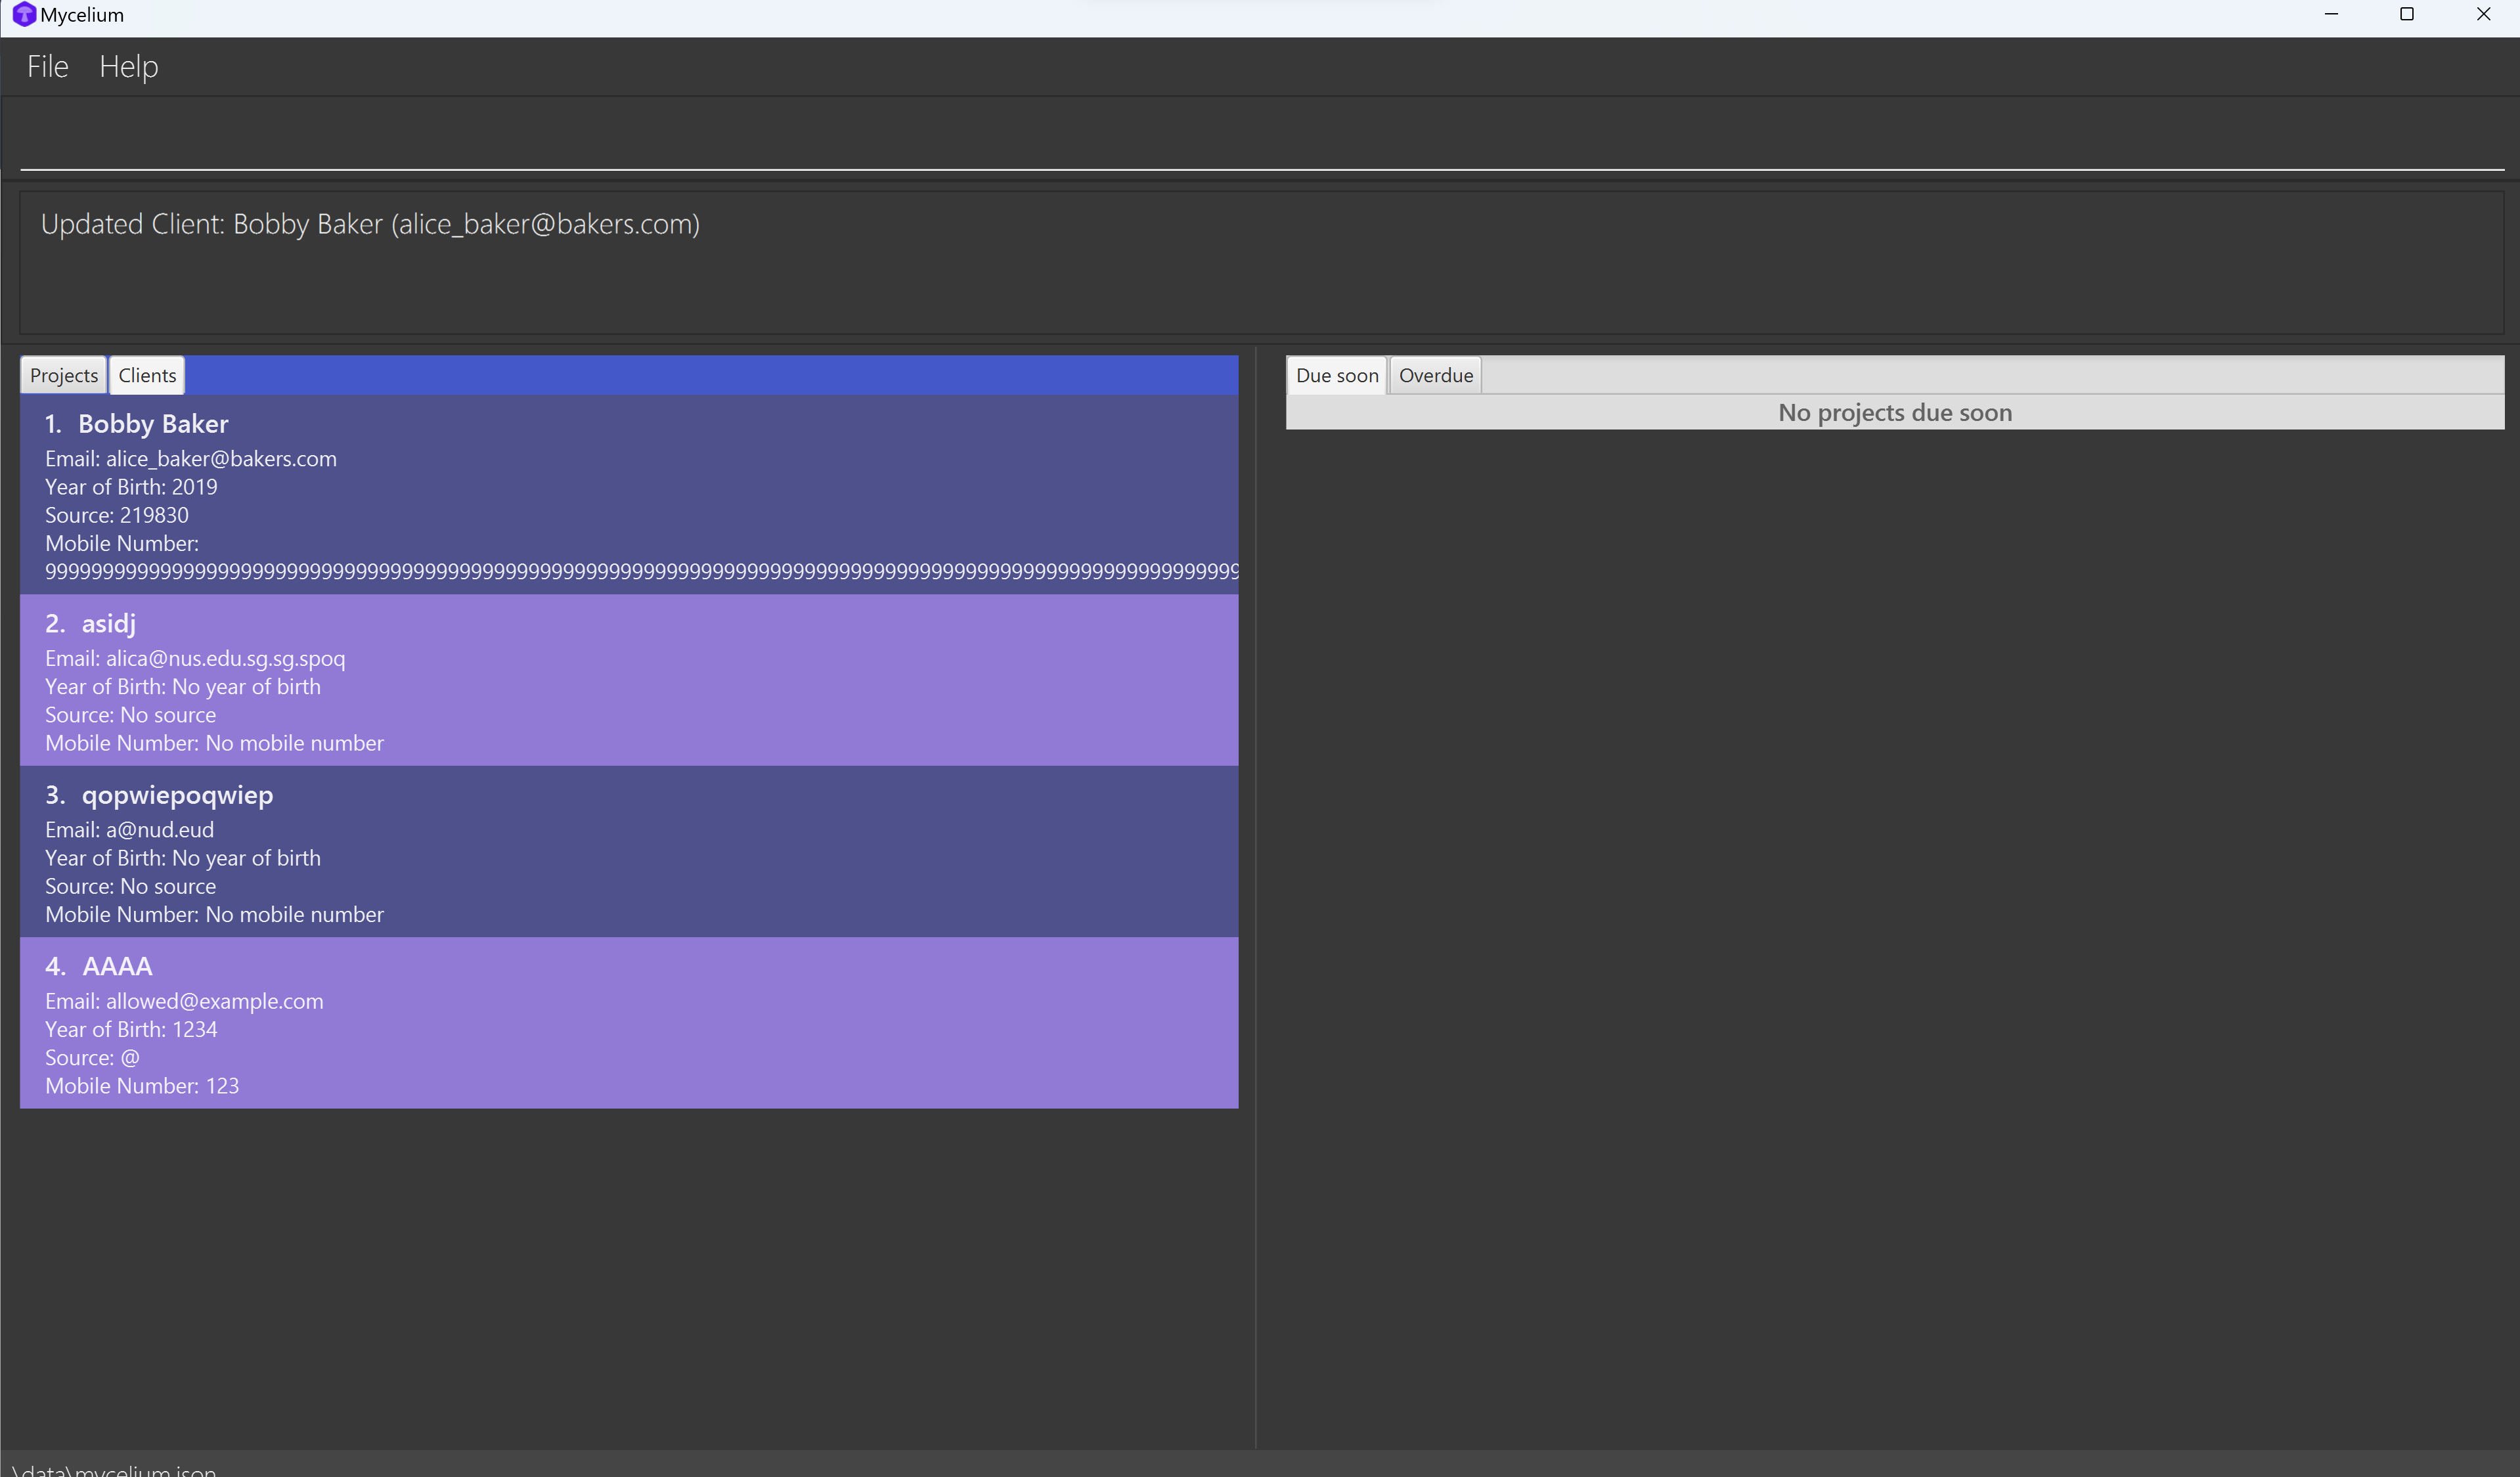 Mycelium
File Help
Updated Client: Bobby Baker (alice_baker@bakers.com)
Projects Clients
1. Bobby Baker
Email: alice_baker@bakers.com
Year of Birth: 2019
Source: 219830
Mobile Number:
2. asidj
Email: alica@nus.edu.sg.sg.spoq
Year of Birth: No year of birth
Source: No source
Mobile Number: No mobile number
3. qopwiepoqwiep
Email: a@nud.eud
Year of Birth: No year of birth
Source: No source
Mobile Number: No mobile number
4. AAAA
Email: allowed@example.com
Year of Birth: 1234
Source: @
Mobile Number: 123
Due soon Overdue
No projects due soon
\data\mycelium.json